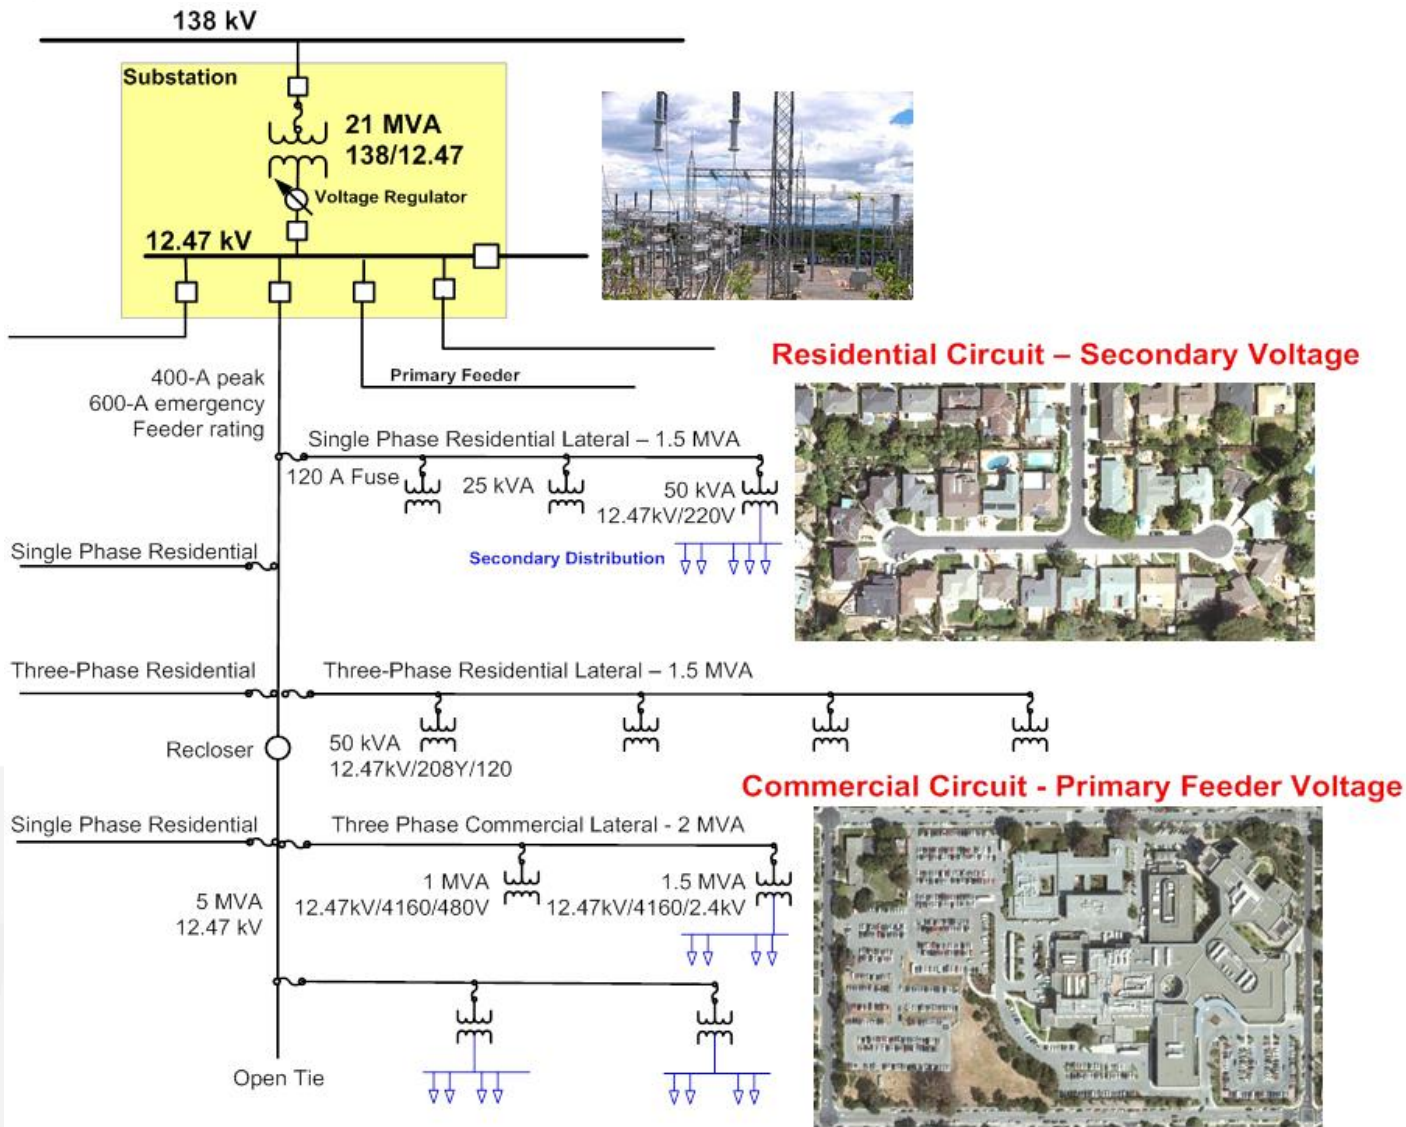 138 kV
Substation
21 MVA
138/12.47
Voltage Regulator
12.47 kV
Residential Circuit – Secondary Voltage
400-A peak
600-A emergency
Feeder rating
Primary Feeder
Single Phase Residential Lateral – 1.5 MVA
120 A Fuse
25 kVA
50 kVA
12.47kV/220V
Single Phase Residential
Secondary Distribution
Three-Phase Residential
Three-Phase Residential Lateral – 1.5 MVA
Recloser
50 kVA
12.47kV/208Y/120
Commercial Circuit - Primary Feeder Voltage
Single Phase Residential
Three Phase Commercial Lateral - 2 MVA
5 MVA
12.47 kV
1 MVA
12.47kV/4160/480V
1.5 MVA
12.47kV/4160/2.4kV
Open Tie